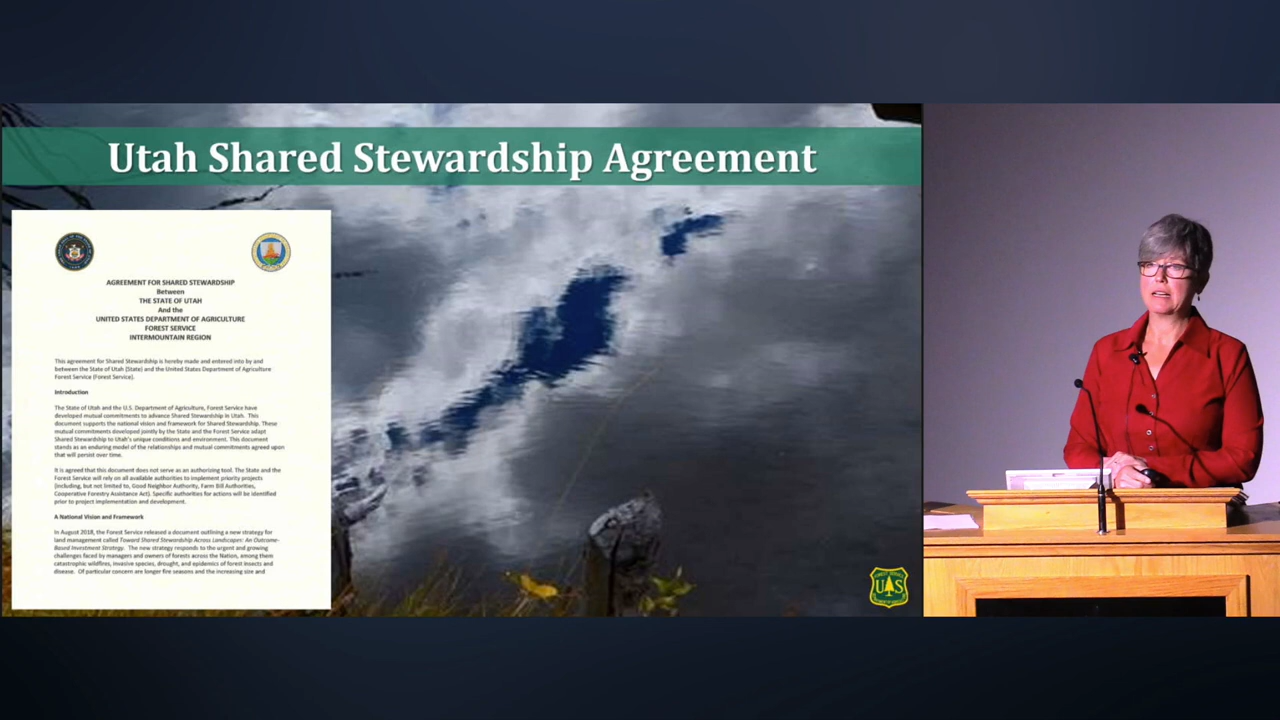 Utah Shared Stewardship Agreement
AGREEMENT FOR SHARED STEWARDSHIP
Between
THE STATE OF UTAH
And the
UNITED STATES DEPARTMENT OF AGRICULTURE
FOREST SERVICE
INTERMOUNTAIN REGION
This agreement for Shared Stewardship is hereby made and entered into by and
between the State of Utah (State) and the United States Department of Agriculture
Forest Service (Forest Service).
Introduction
The State of Utah and the U.S. Department of Agriculture, Forest Service have
developed mutual commitments to advance Shared Stewardship in Utah. This
document supports the national vision and framework for Shared Stewardship. These
mutual commitments developed jointly by the State and the Forest Service adapt
Shared Stewardship to Utah's unique conditions and environment. This document
stands as an enduring model of the relationships and mutual commitments agreed upon
that will persist over time.
It is agreed that this document does not serve as an authorizing tool. The State and the
Forest Service will rely on all available authorities to implement priority projects
(including, but not limited to, Good Neighbor Authority, Farm Bill Authorities,
Cooperative Forestry Assistance Act). Specific authorities for actions will be identified
prior to project implementation and development.
A National Vision and Framework
In August 2018, the Forest Service released a document outlining a new strategy for
land management called Toward Shared Stewardship Across Landscapes: An Outcome-
Based Investment Strategy. The new strategy responds to the urgent and growing
challenges faced by managers and owners of forests across the Nation, among them
catastrophic wildfires, invasive species, drought, and epidemics of forest insects and
disease. Of particular concern are longer fire seasons and the increasing size and
FOREST SERVICE
U S